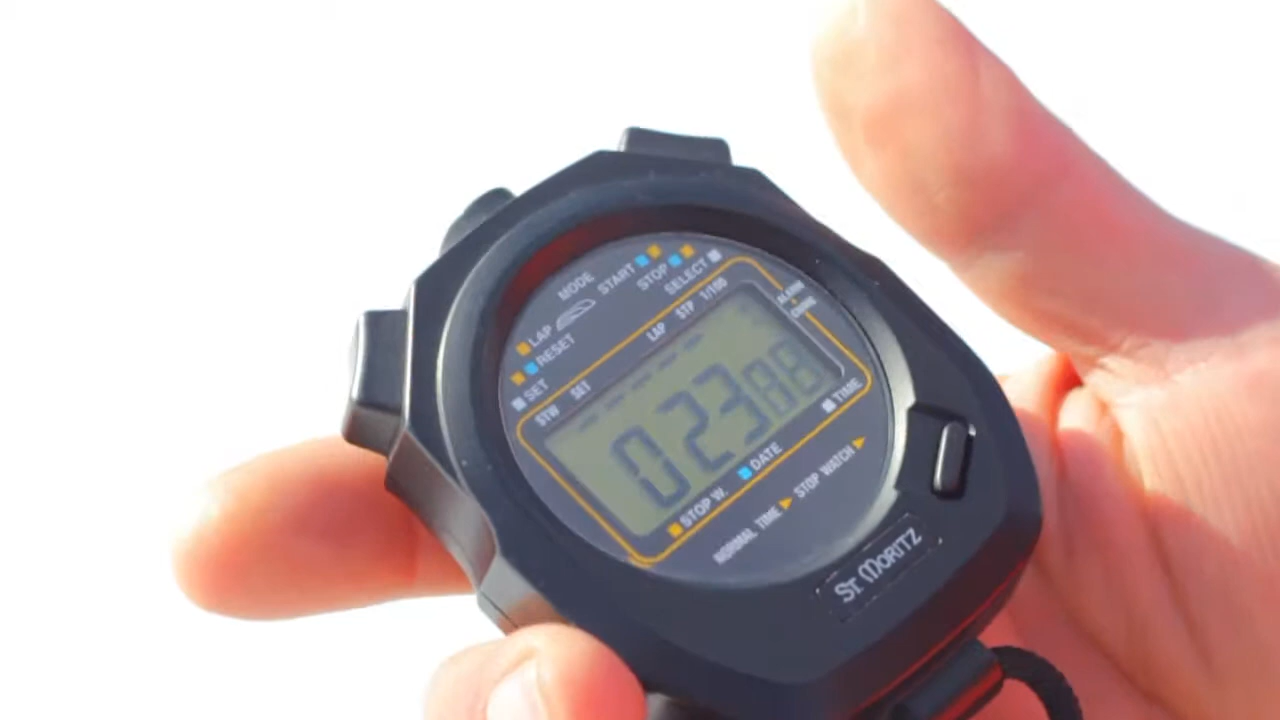 MODE
START
STOP
SELECT
LAP
RESET
SET
STW SET LAP STP 1/100
ALARM
CHIME
02388
TIME
STOP W.
DATE
NORMAL TIME STOP WATCH
ST MORITZ